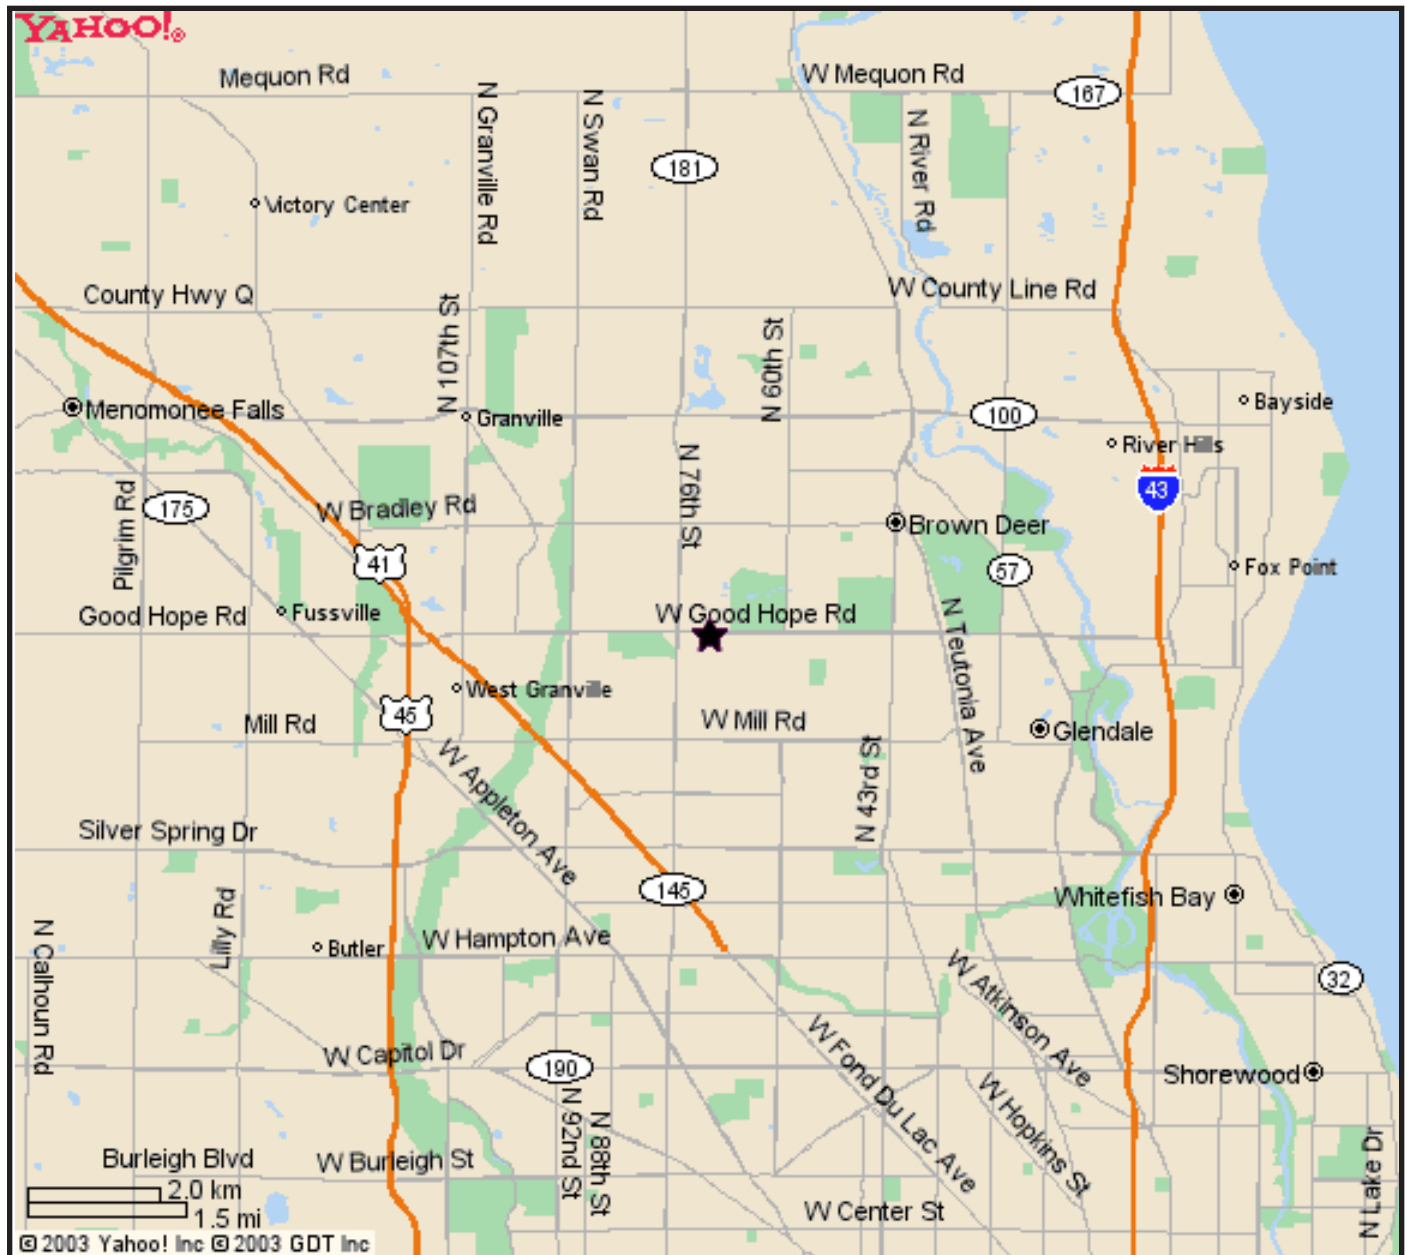 YAHOO!®
Mequon Rd
W Mequon Rd
167
N Granville Rd
N Swan Rd
N River Rd
181
Victory Center
County Hwy Q
W County Line Rd
N 107th St
N 60th St
Menomonee Falls
Granville
100
Bayside
River Hills
N 76th St
43
Pilgrim Rd
175
W Bradley Rd
Brown Deer
41
57
Fox Point
Good Hope Rd
Fussville
W Good Hope Rd
N Teutonia Ave
West Granville
45
Mill Rd
W Mill Rd
Glendale
W Appleton Ave
N 43rd St
Silver Spring Dr
145
Whitefish Bay
Lilly Rd
N Calhoun Rd
Butler
W Hampton Ave
W Atkinson Ave
32
W Fond Du Lac Ave
W Capitol Dr
190
W Hopkins St
Shorewood
N 92nd St
N 88th St
N Lake Dr
Burleigh Blvd
W Burleigh St
2.0 km
W Center St
1.5 mi
© 2003 Yahoo! Inc © 2003 GDT Inc